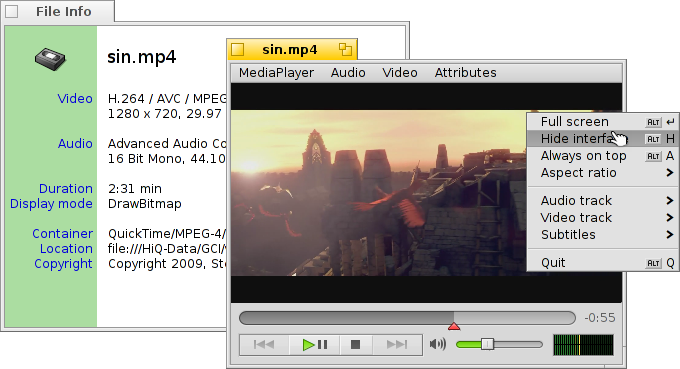 File Info
sin.mp4
Video H.264 / AVC / MPEG
1280 x 720, 29.97
Audio Advanced Audio Co
16 Bit Mono, 44.10
Duration 2:31 min
Display mode DrawBitmap
Container QuickTime/MPEG-4/
Location file:///HiQ-Data/GCI/
Copyright Copyright 2009, Ste
sin.mp4
MediaPlayer Audio Video Attributes
Full screen ALT ↵
Hide interfa ALT H
Always on top ALT A
Aspect ratio
Audio track
Video track
Subtitles
Quit ALT Q
-0:55